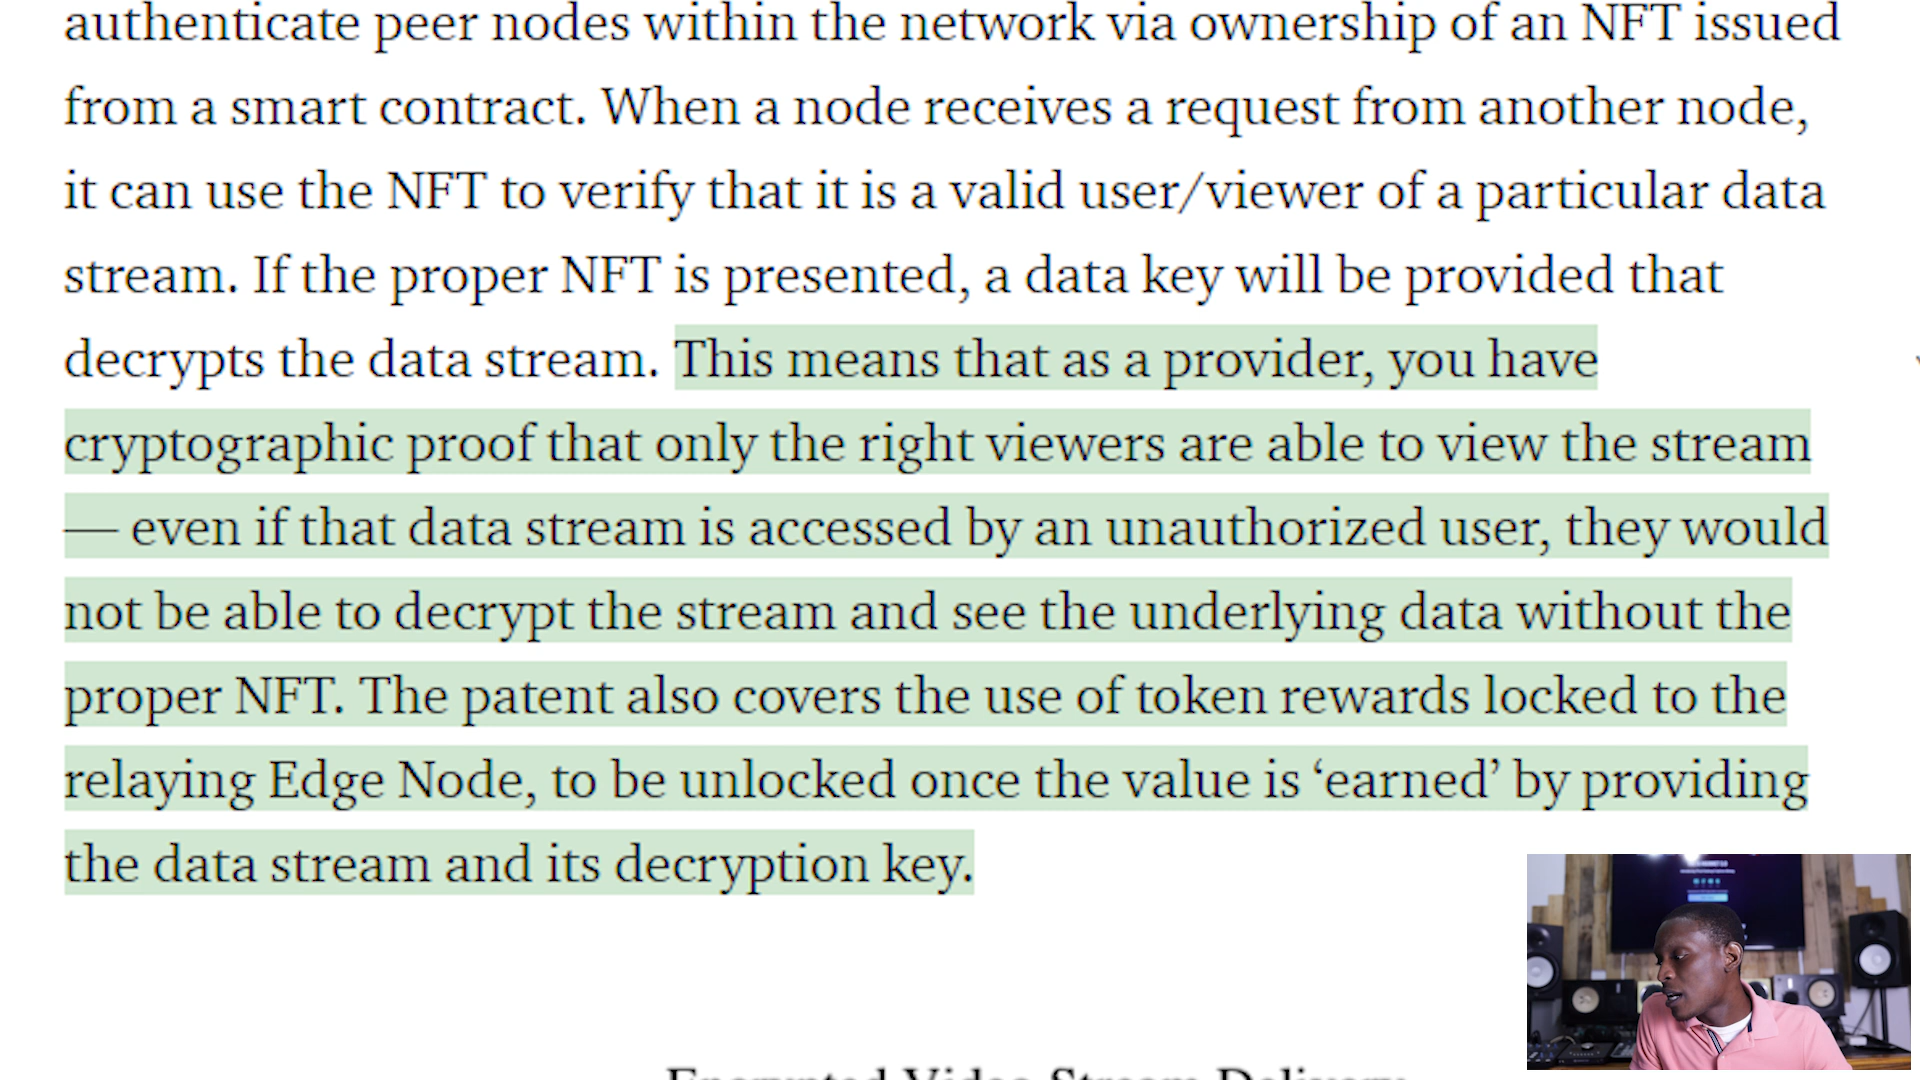 authenticate peer nodes within the network via ownership of an NFT issued
from a smart contract. When a node receives a request from another node,
it can use the NFT to verify that it is a valid user/viewer of a particular data
stream. If the proper NFT is presented, a data key will be provided that
decrypts the data stream. This means that as a provider, you have
cryptographic proof that only the right viewers are able to view the stream
— even if that data stream is accessed by an unauthorized user, they would
not be able to decrypt the stream and see the underlying data without the
proper NFT. The patent also covers the use of token rewards locked to the
relaying Edge Node, to be unlocked once the value is ‘earned’ by providing
the data stream and its decryption key.
Encrypted Video Stream Delivery